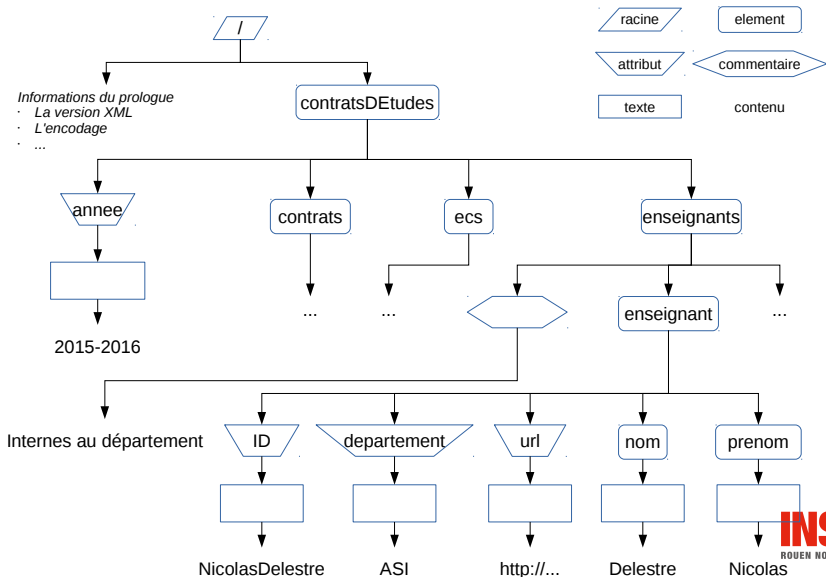 /
racine
element
attribut
commentaire
texte
contenu
Informations du prologue
· La version XML
· L'encodage
· ...
contratsDEtudes
annee
contrats
ecs
enseignants
...
...
enseignant
...
2015-2016
Internes au département
ID
departement
url
nom
prenom
NicolasDelestre
ASI
http://...
Delestre
Nicolas
INS
ROUEN NO